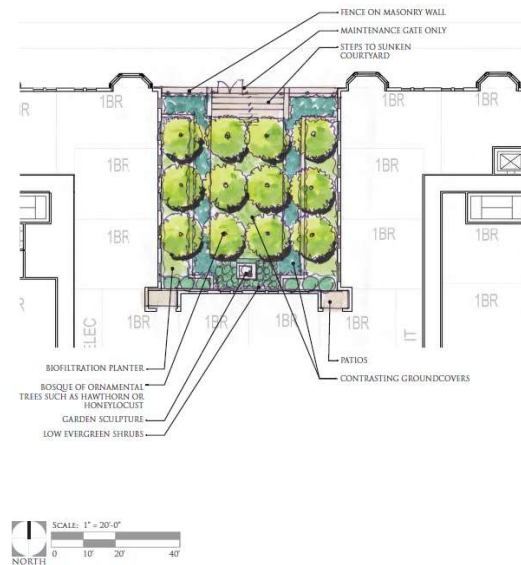 FENCE ON MASONRY WALL
MAINTENANCE GATE ONLY
STEPS TO SUNKEN
COURTYARD
1BR
1BR
1BR
1BR
1BR
1BR
1BR
1BR
1BR
1BR
1BR
1BR
1BR
1BR
ELEC
IT
BIOFILTRATION PLANTER
BOSQUE OF ORNAMENTAL
TREES SUCH AS HAWTHORN OR
HONEYLOCUST
GARDEN SCULPTURE
LOW EVERGREEN SHRUBS
PATIOS
CONTRASTING GROUNDCOVERS
SCALE: 1" = 20'-0"
0 10' 20' 40'
NORTH